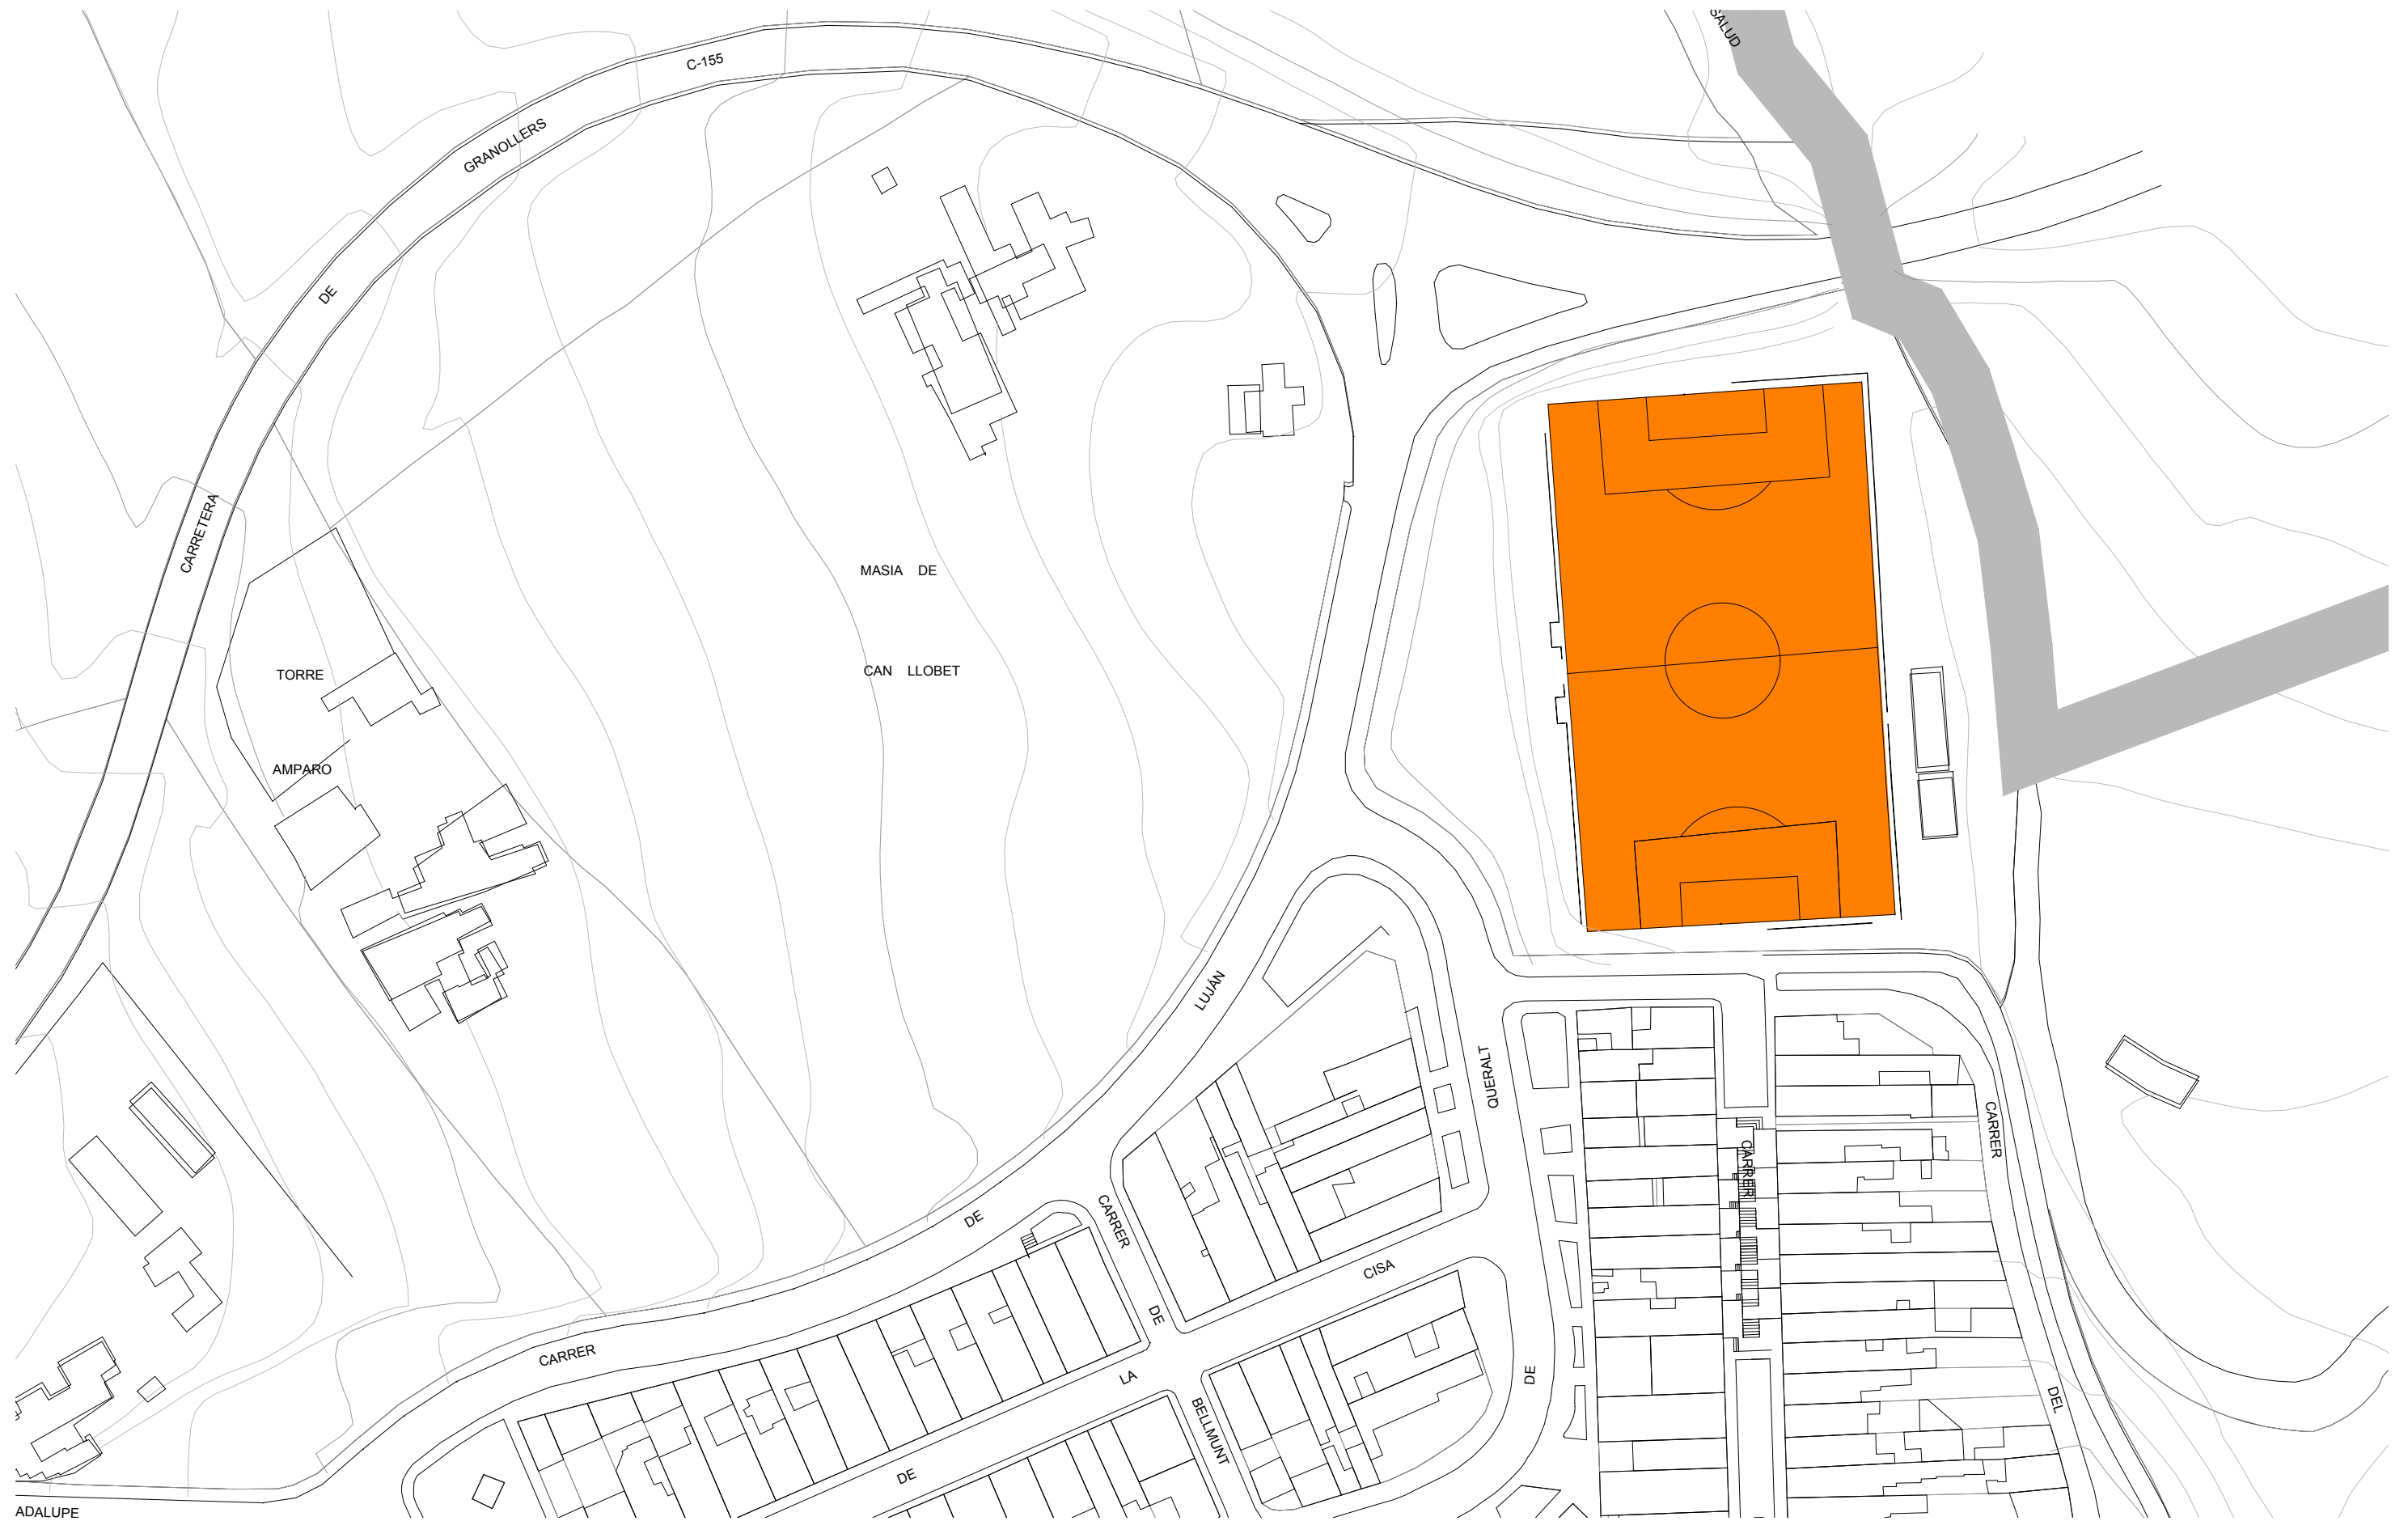 SALUD
C-155
GRANOLLERS
DE
CARRETERA
MASIA DE
CAN LLOBET
TORRE
AMPARO
LUJÁN
QUERALT
CARRER
CARRER
CARRER
DE
CISA
DE
CARRER
LA
DE
DEL
BELLMUNT
DE
ADALUPE